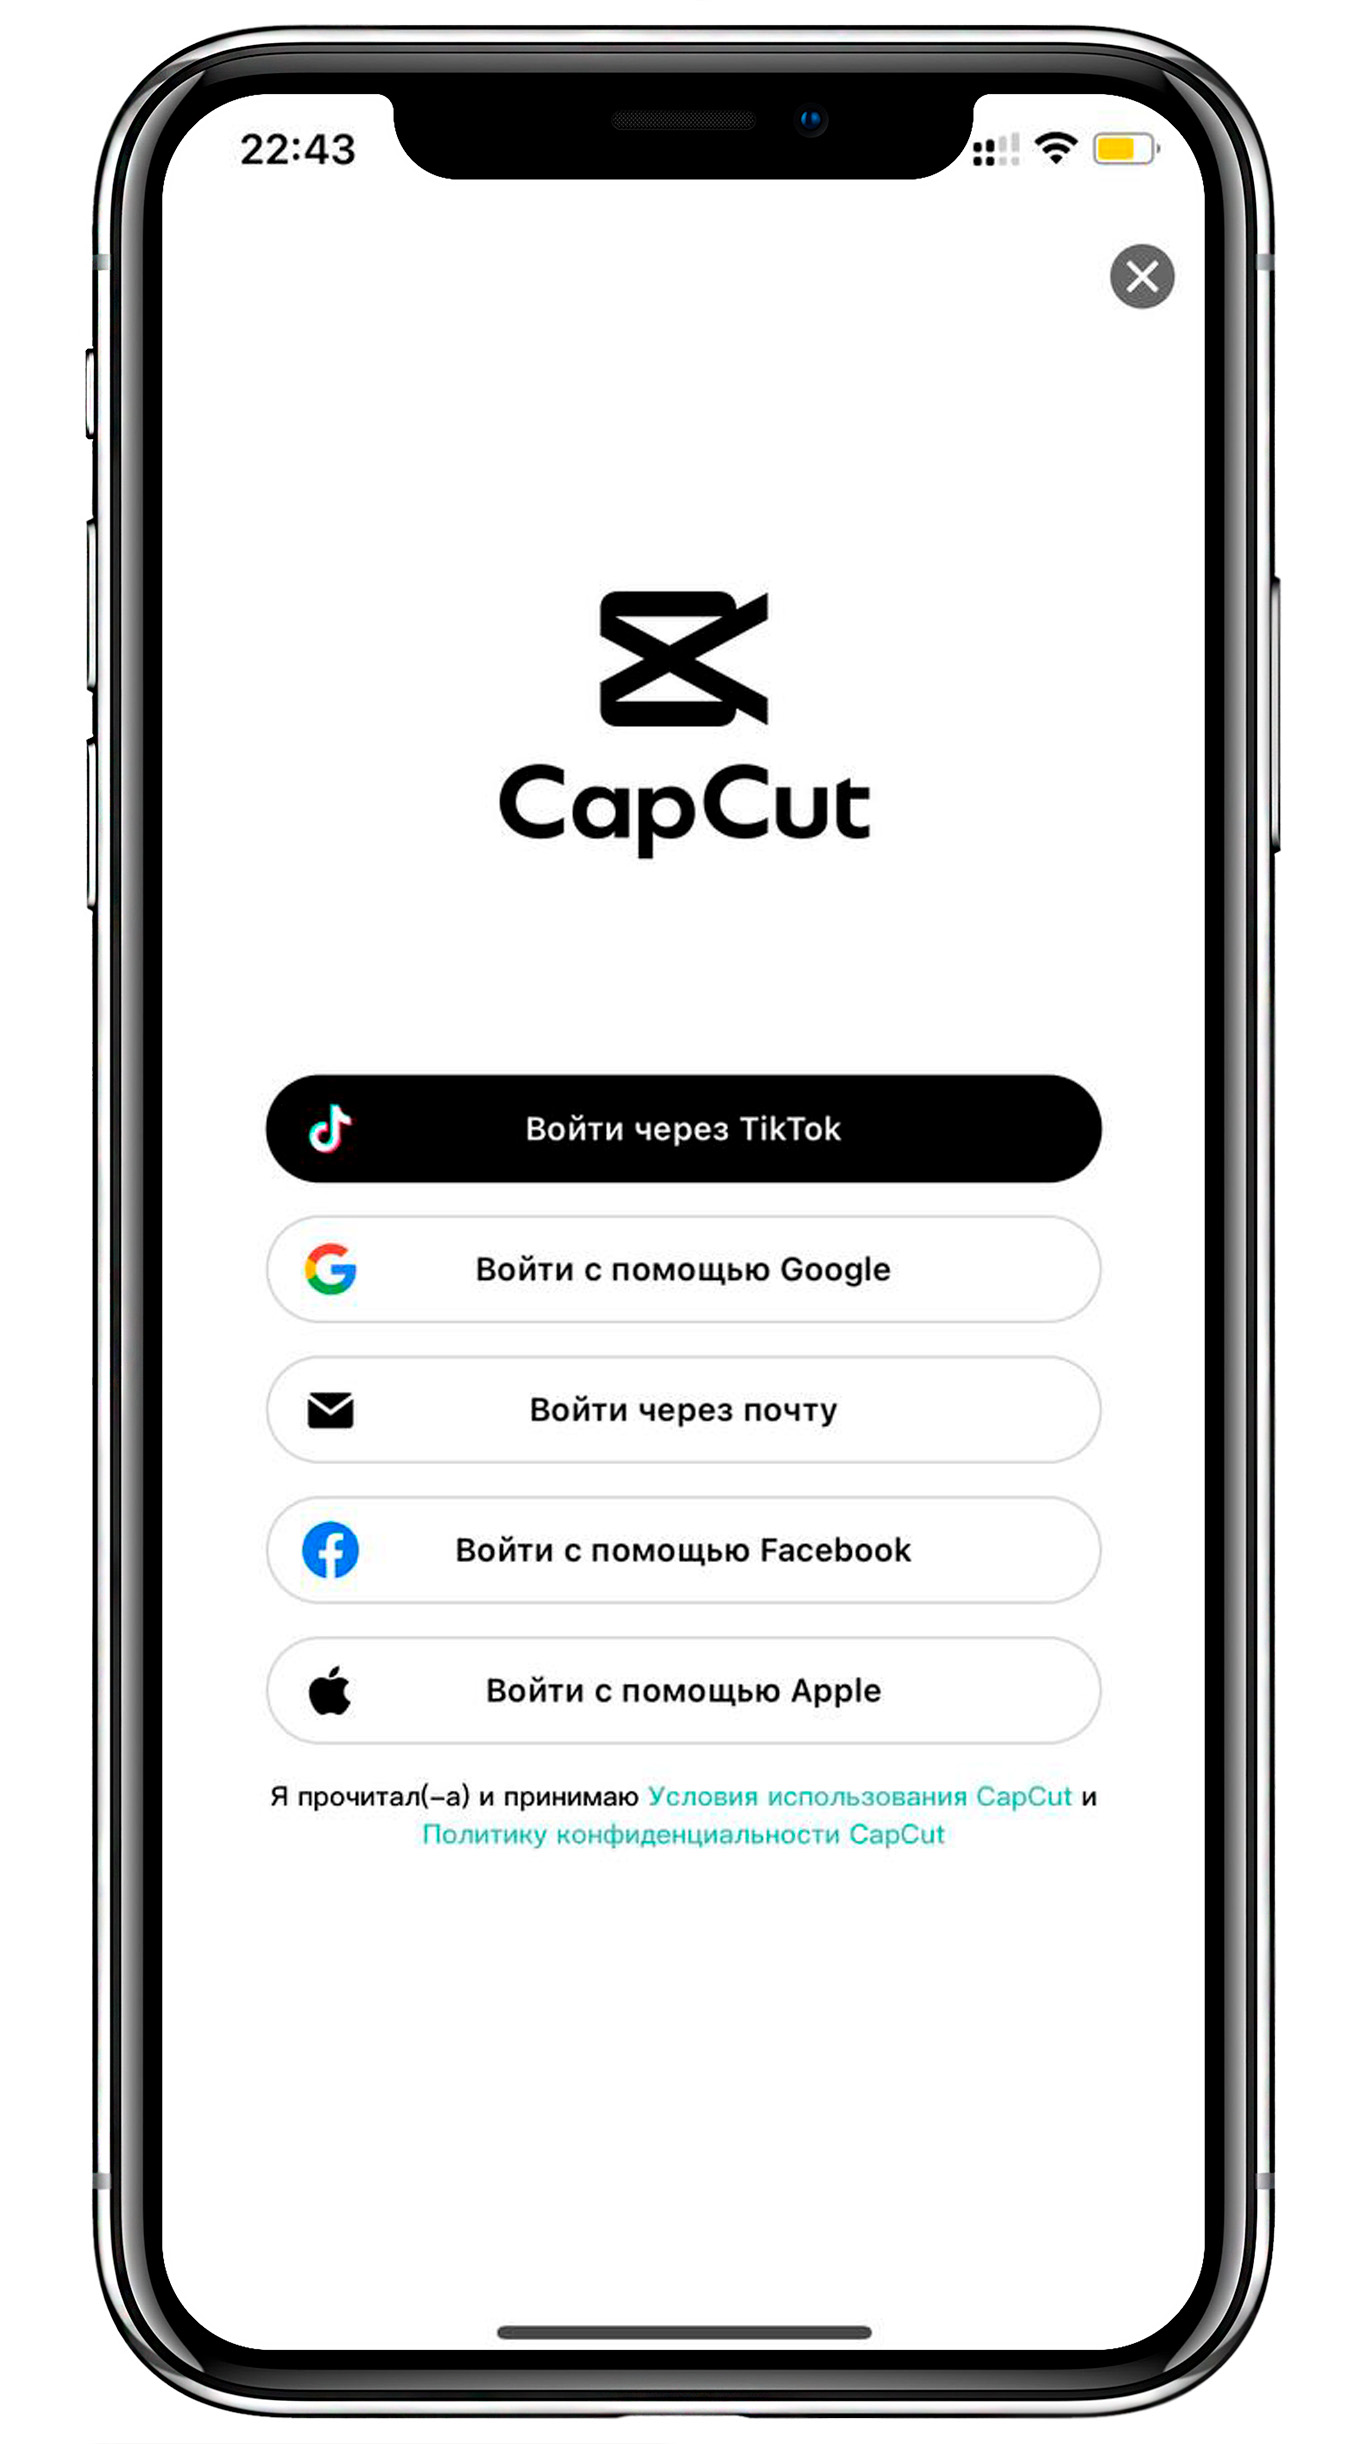 22:43
CapCut
Войти через TikTok
Войти с помощью Google
Войти через почту
Войти с помощью Facebook
Войти с помощью Apple
Я прочитал(–а) и принимаю Условия использования CapCut и
Политику конфиденциальности CapCut